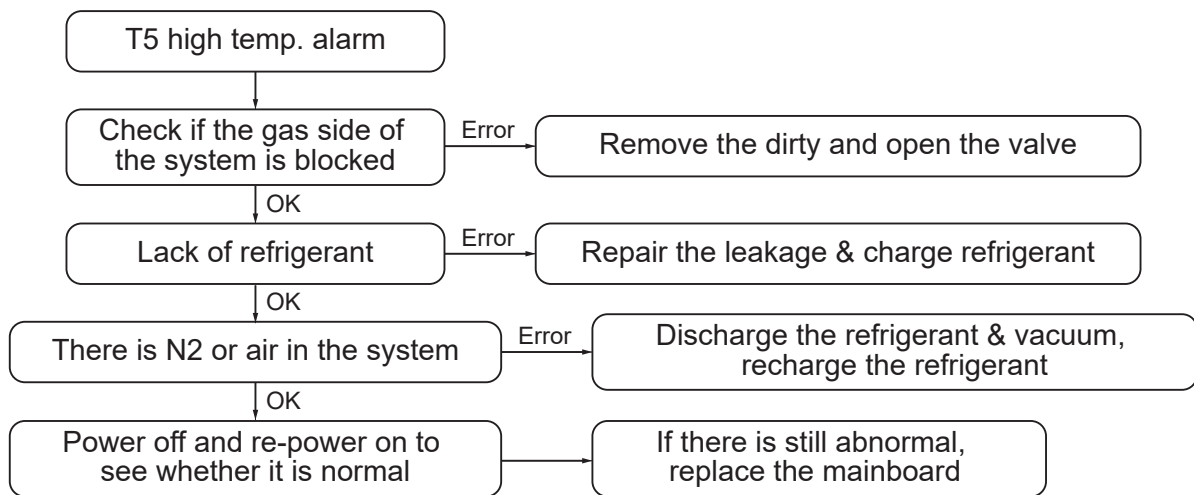 T5 high temp. alarm
Check if the gas side of
the system is blocked
Error
Remove the dirty and open the valve
OK
Lack of refrigerant
Error
Repair the leakage & charge refrigerant
OK
There is N2 or air in the system
Error
Discharge the refrigerant & vacuum,
recharge the refrigerant
OK
Power off and re-power on to
see whether it is normal
If there is still abnormal,
replace the mainboard